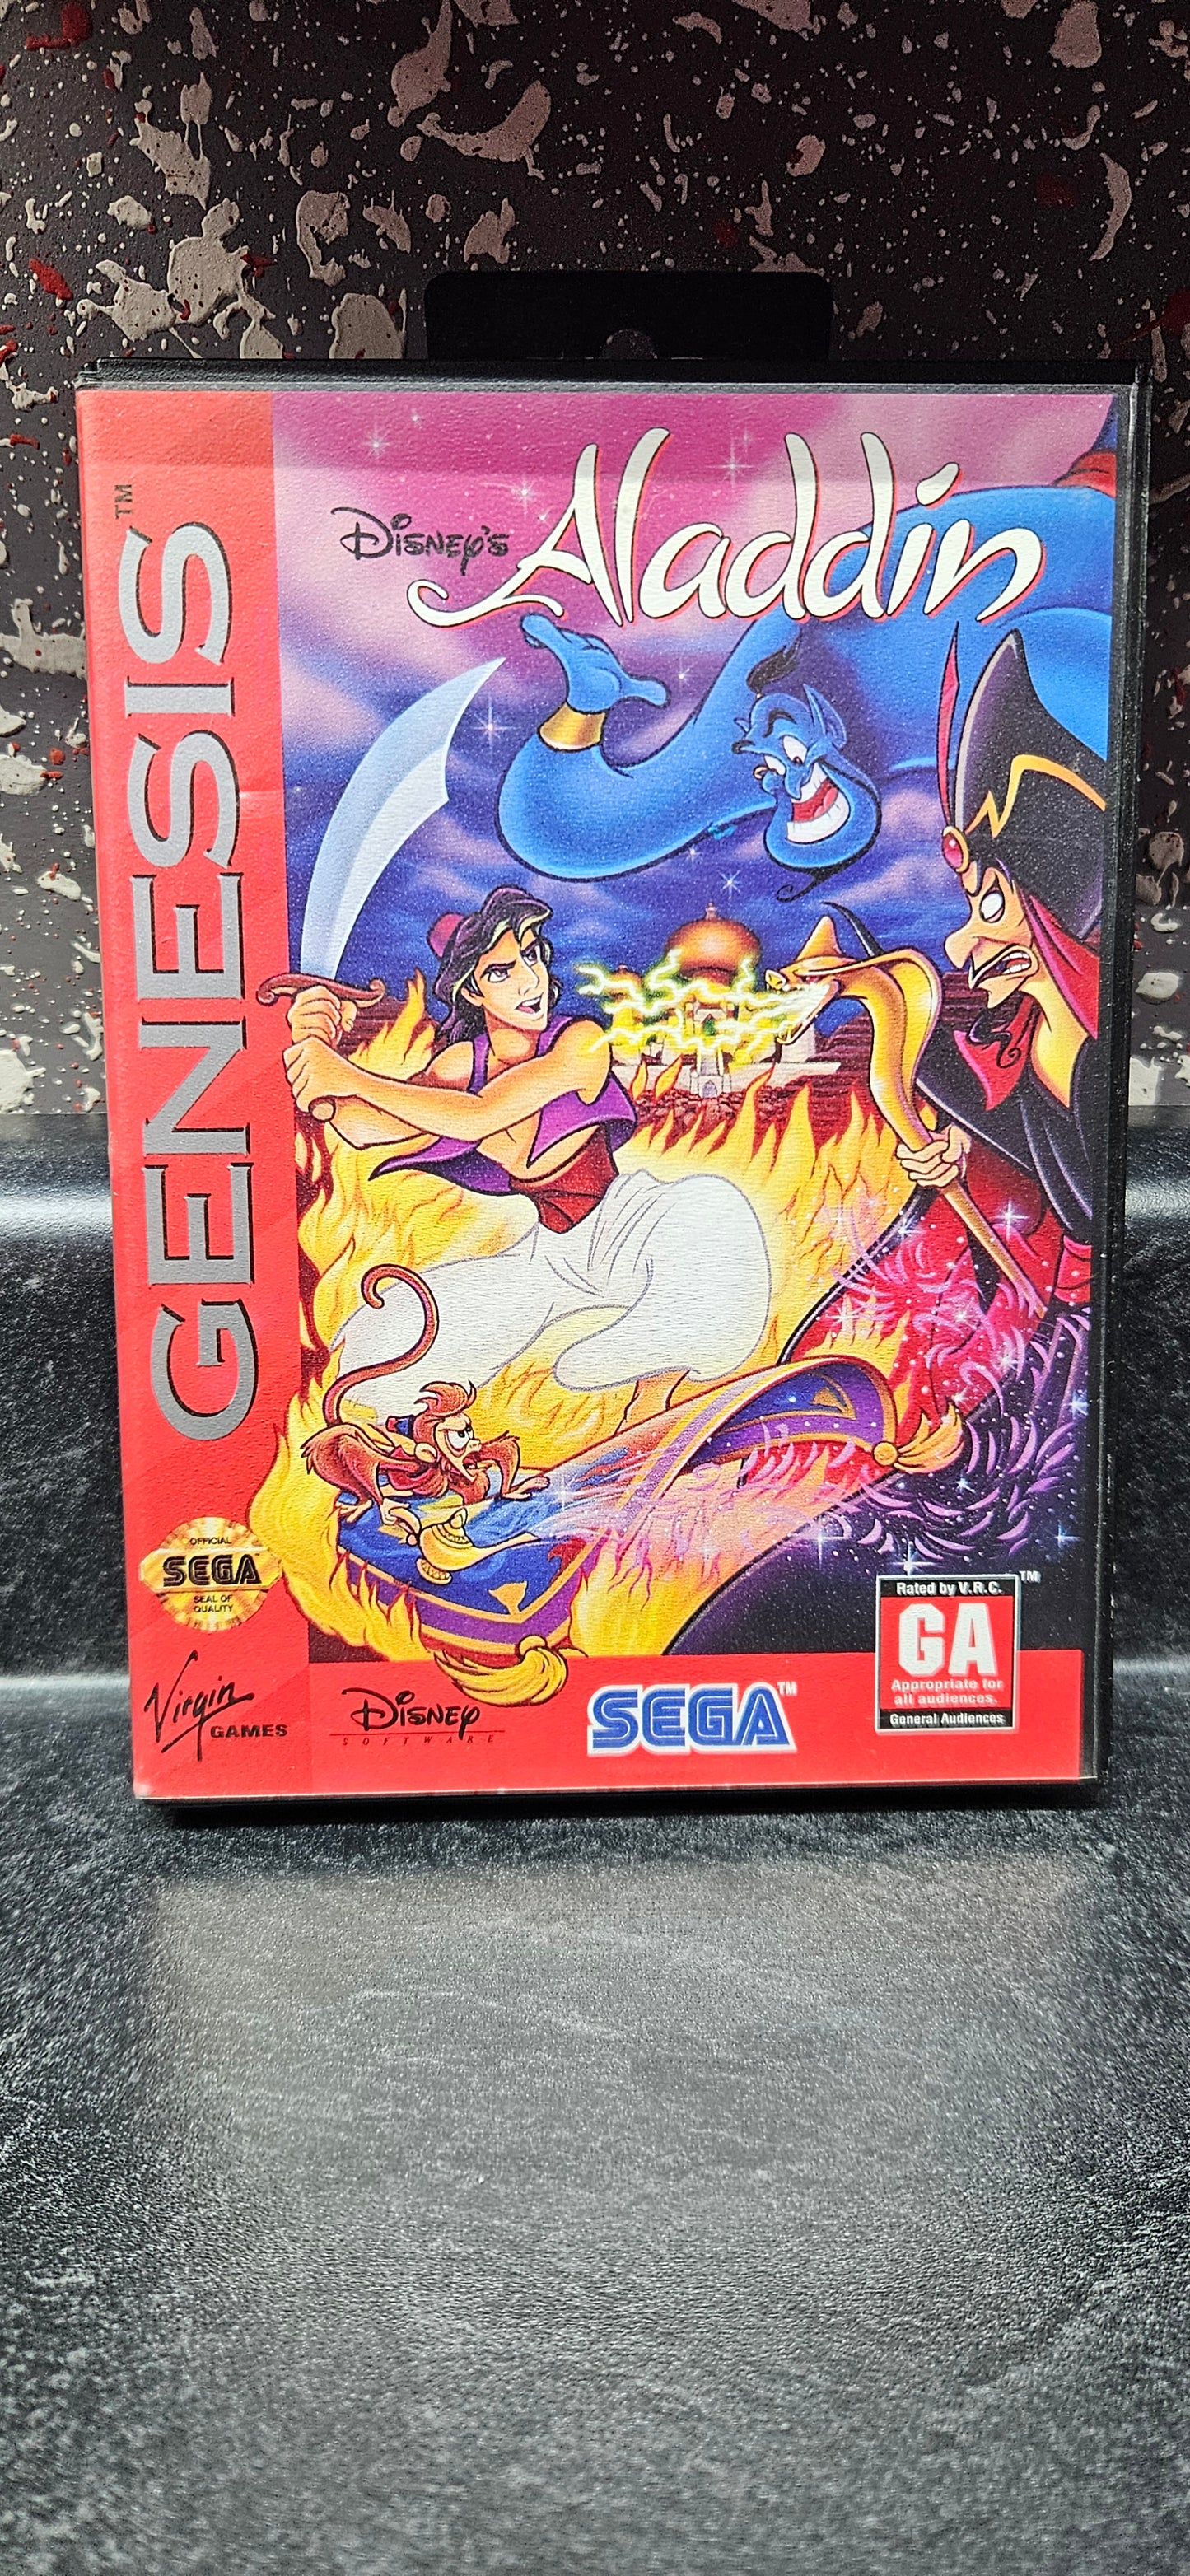 GENESIS™
Disney's Aladdin
OFFICIAL
SEGA™
SEAL OF
QUALITY
Virgin
GAMES
Disney
SOFTWARE
SEGA™
Rated by V.R.C. ™
GA
Appropriate for
all audiences.
General Audiences